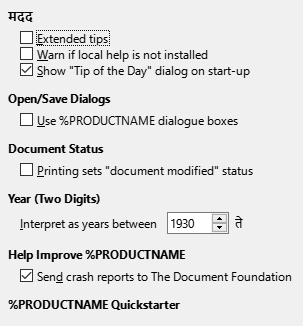 मदद
Extended tips
Warn if local help is not installed
Show "Tip of the Day" dialog on start-up
Open/Save Dialogs
Use %PRODUCTNAME dialogue boxes
Document Status
Printing sets "document modified" status
Year (Two Digits)
Interpret as years between 1930 ते
Help Improve %PRODUCTNAME
Send crash reports to The Document Foundation
%PRODUCTNAME Quickstarter